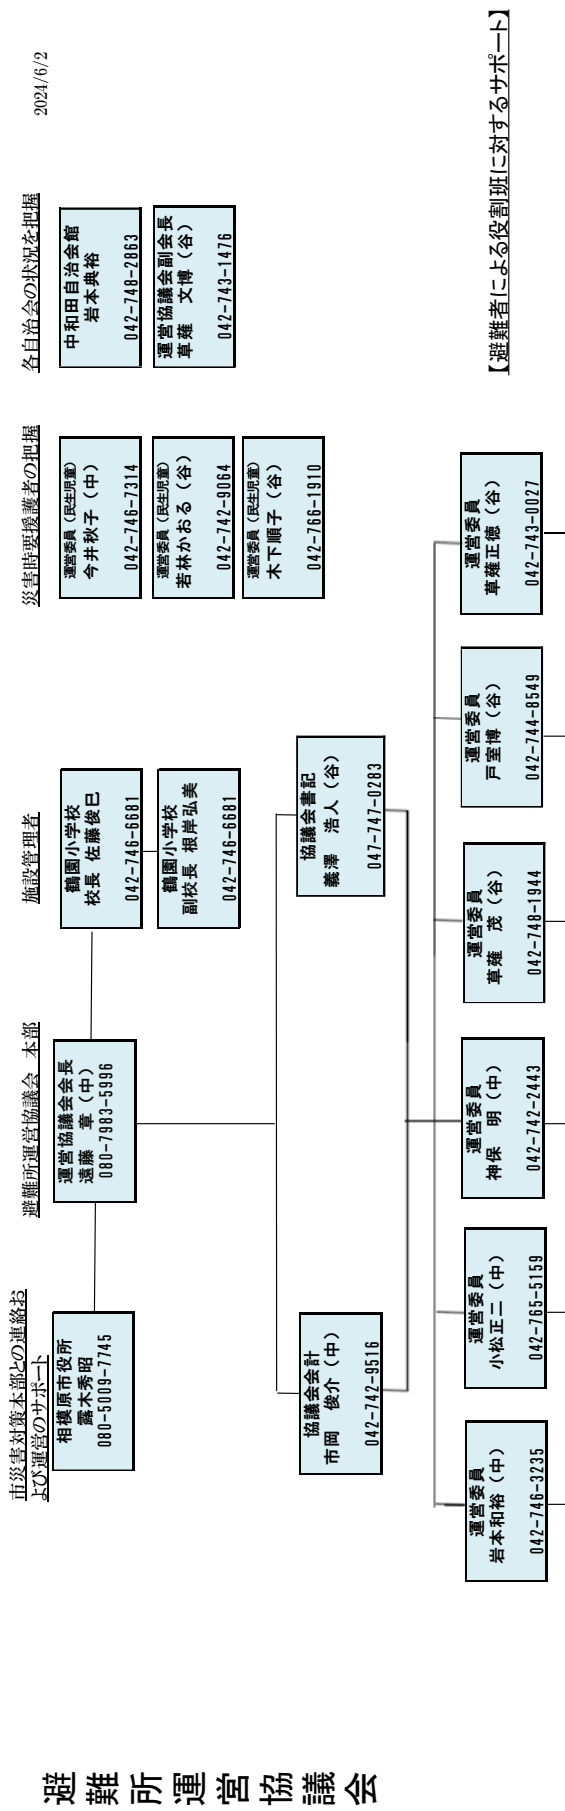 避難所運営協議会
2024/6/2
市災害対策本部との連絡お
よび運営のサポート
避難所運営協議会　本部
施設管理者
災害時要援護者の把握
各自治会の状況を把握
相模原市役所
露木秀昭
080-5009-7745
運営協議会会長
遠藤　章（中）
080-7983-5996
鶴園小学校
校長 佐藤俊巳
042-746-6681
鶴園小学校
副校長 根岸弘美
042-746-6681
運営委員（民生児童）
今井秋子（中）
042-746-7314
運営委員（民生児童）
若林かおる（谷）
042-742-9064
運営委員（民生児童）
木下順子（谷）
042-766-1910
中和田自治会館
岩本典裕
042-748-2863
運営協議会副会長
草薙　文博（谷）
042-743-1476
協議会会計
市岡　俊介（中）
042-742-9516
協議会書記
義澤　浩人（谷）
047-747-0283
運営委員
岩本和裕（中）
042-746-3235
運営委員
小松正二（中）
042-765-5159
運営委員
神保　明（中）
042-742-2443
運営委員
草薙　茂（谷）
042-748-1944
運営委員
戸室博（谷）
042-744-8549
運営委員
草薙正徳（谷）
042-743-0027
【避難者による役割班に対するサポート】